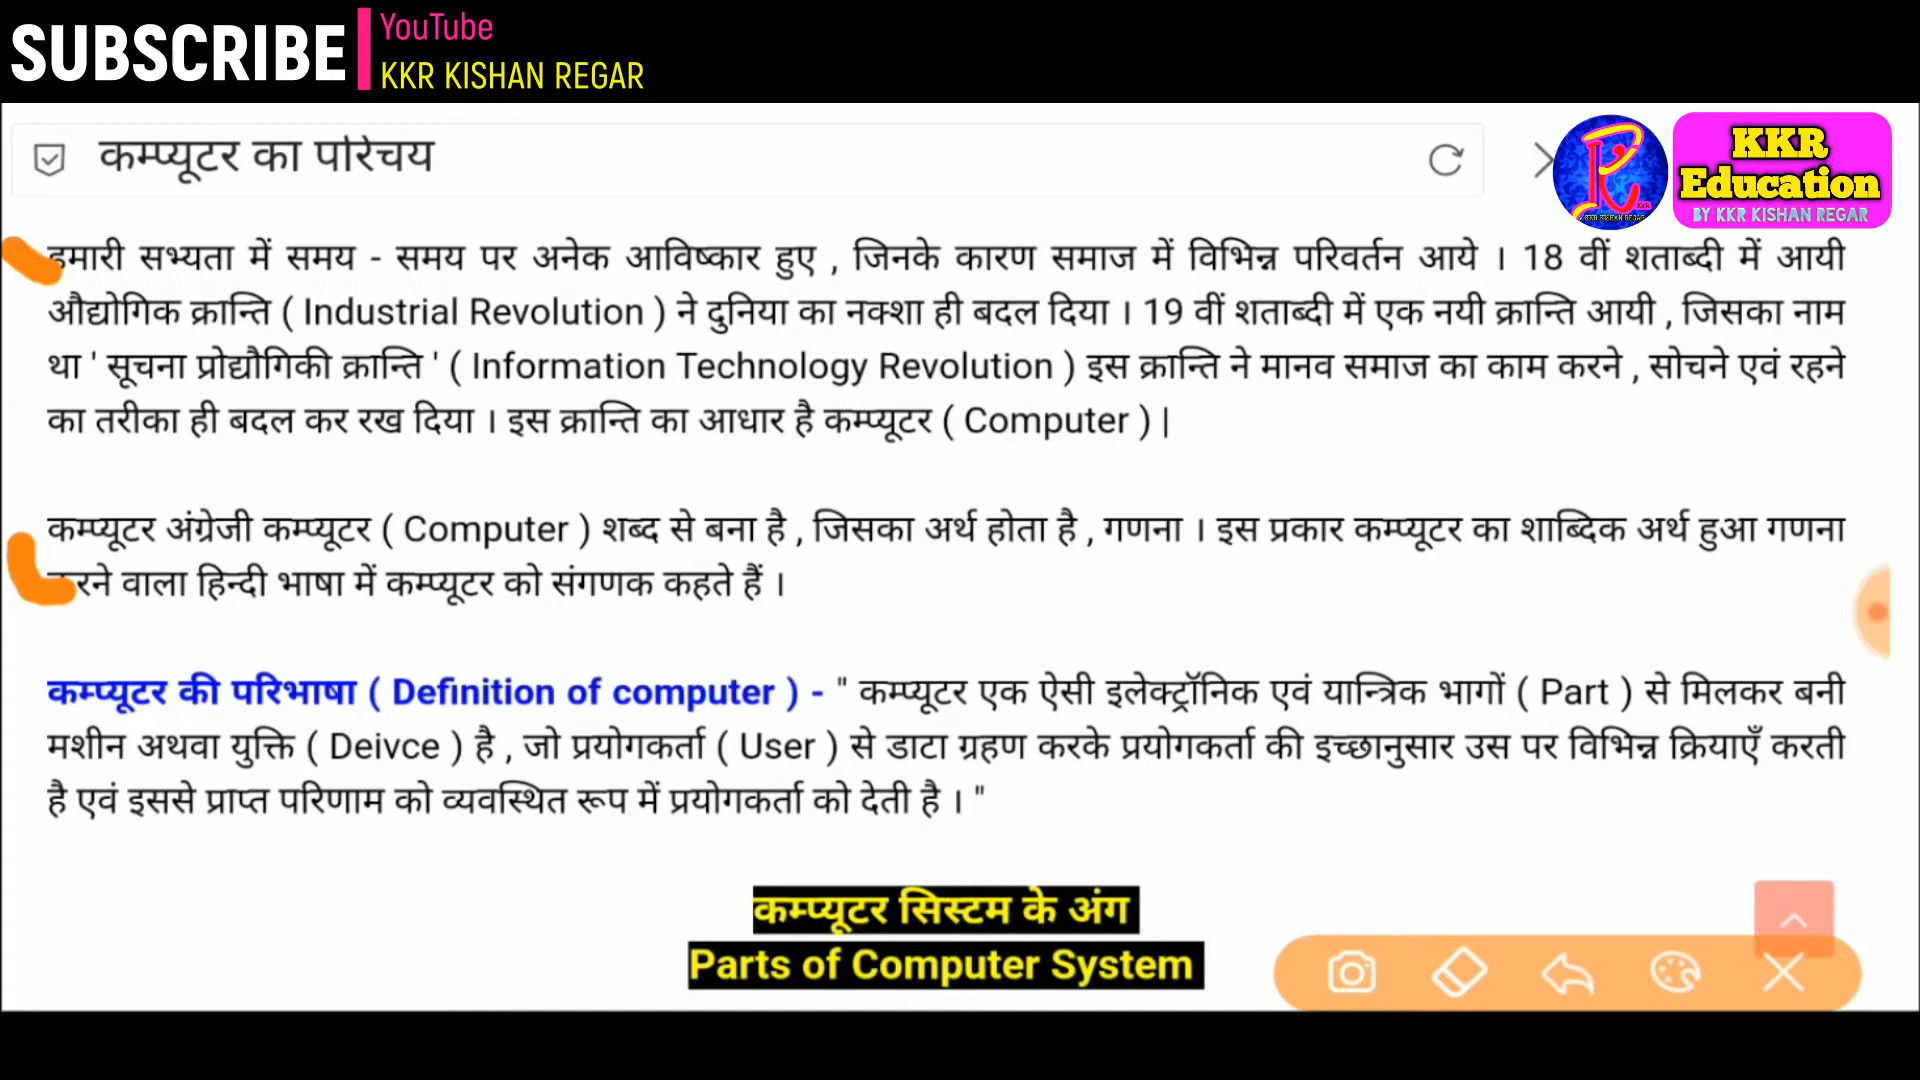 SUBSCRIBE
YouTube
KKR KISHAN REGAR
कम्प्यूटर का परिचय
KKR
Education
BY KKR KISHAN REGAR
KKR KISHAN REGAR
हमारी सभ्यता में समय - समय पर अनेक आविष्कार हुए , जिनके कारण समाज में विभिन्न परिवर्तन आये । 18 वीं शताब्दी में आयी
औद्योगिक क्रान्ति ( Industrial Revolution ) ने दुनिया का नक्शा ही बदल दिया । 19 वीं शताब्दी में एक नयी क्रान्ति आयी , जिसका नाम
था ' सूचना प्रोद्यौगिकी क्रान्ति ' ( Information Technology Revolution ) इस क्रान्ति ने मानव समाज का काम करने , सोचने एवं रहने
का तरीका ही बदल कर रख दिया । इस क्रान्ति का आधार है कम्प्यूटर ( Computer ) |
कम्प्यूटर अंग्रेजी कम्प्यूटर ( Computer ) शब्द से बना है , जिसका अर्थ होता है , गणना । इस प्रकार कम्प्यूटर का शाब्दिक अर्थ हुआ गणना
करने वाला हिन्दी भाषा में कम्प्यूटर को संगणक कहते हैं ।
कम्प्यूटर की परिभाषा ( Definition of computer ) - " कम्प्यूटर एक ऐसी इलेक्ट्रॉनिक एवं यान्त्रिक भागों ( Part ) से मिलकर बनी
मशीन अथवा युक्ति ( Deivce ) है , जो प्रयोगकर्ता ( User ) से डाटा ग्रहण करके प्रयोगकर्ता की इच्छानुसार उस पर विभिन्न क्रियाएँ करती
है एवं इससे प्राप्त परिणाम को व्यवस्थित रूप में प्रयोगकर्ता को देती है । "
कम्प्यूटर सिस्टम के अंग
Parts of Computer System